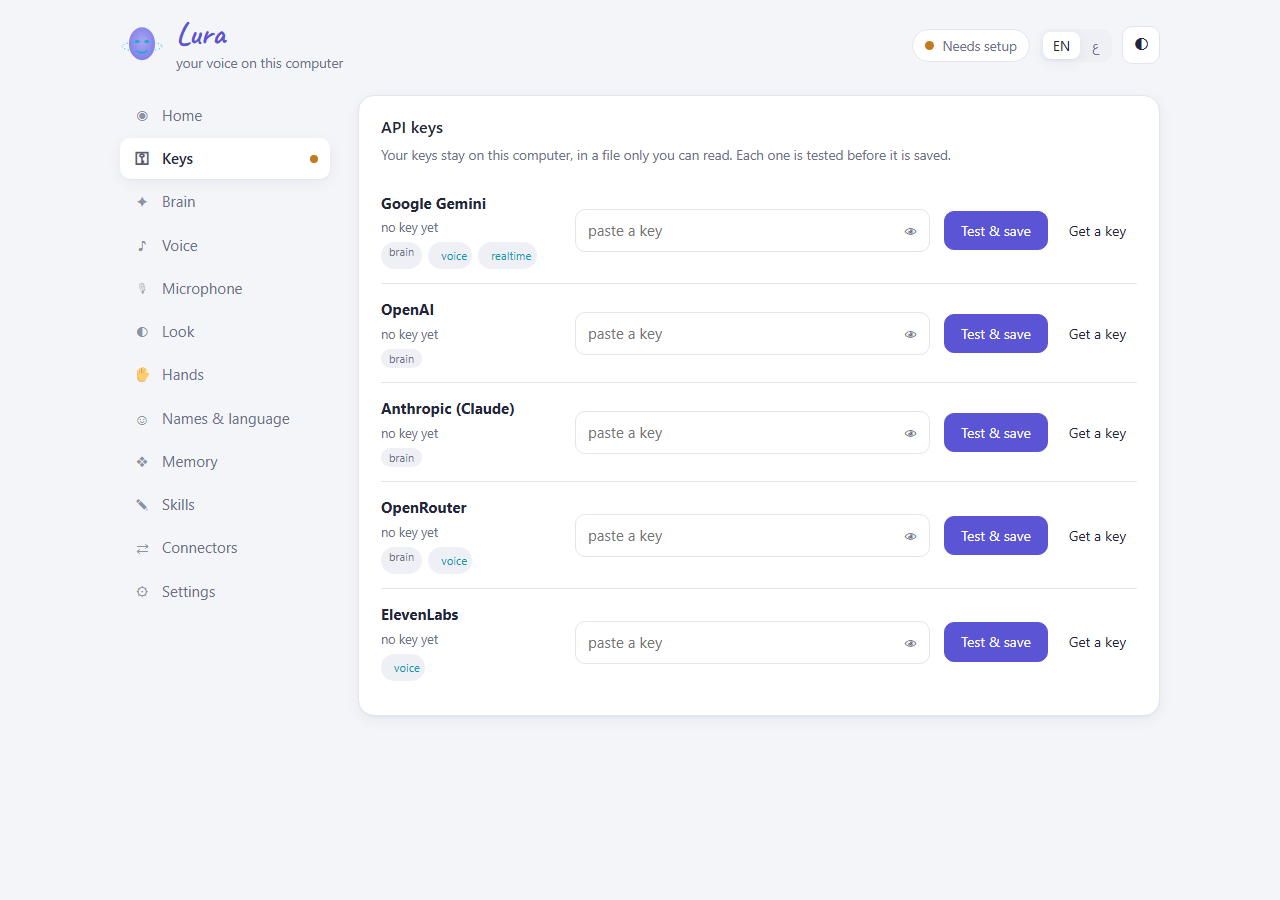 Lura
your voice on this computer
Needs setup
EN
ع
Home
Keys
Brain
Voice
Microphone
Look
Hands
Names & language
Memory
Skills
Connectors
Settings
API keys
Your keys stay on this computer, in a file only you can read. Each one is tested before it is saved.
Google Gemini
no key yet
brain voice realtime
paste a key
Test & save
Get a key
OpenAI
no key yet
brain
paste a key
Test & save
Get a key
Anthropic (Claude)
no key yet
brain
paste a key
Test & save
Get a key
OpenRouter
no key yet
brain voice
paste a key
Test & save
Get a key
ElevenLabs
no key yet
voice
paste a key
Test & save
Get a key